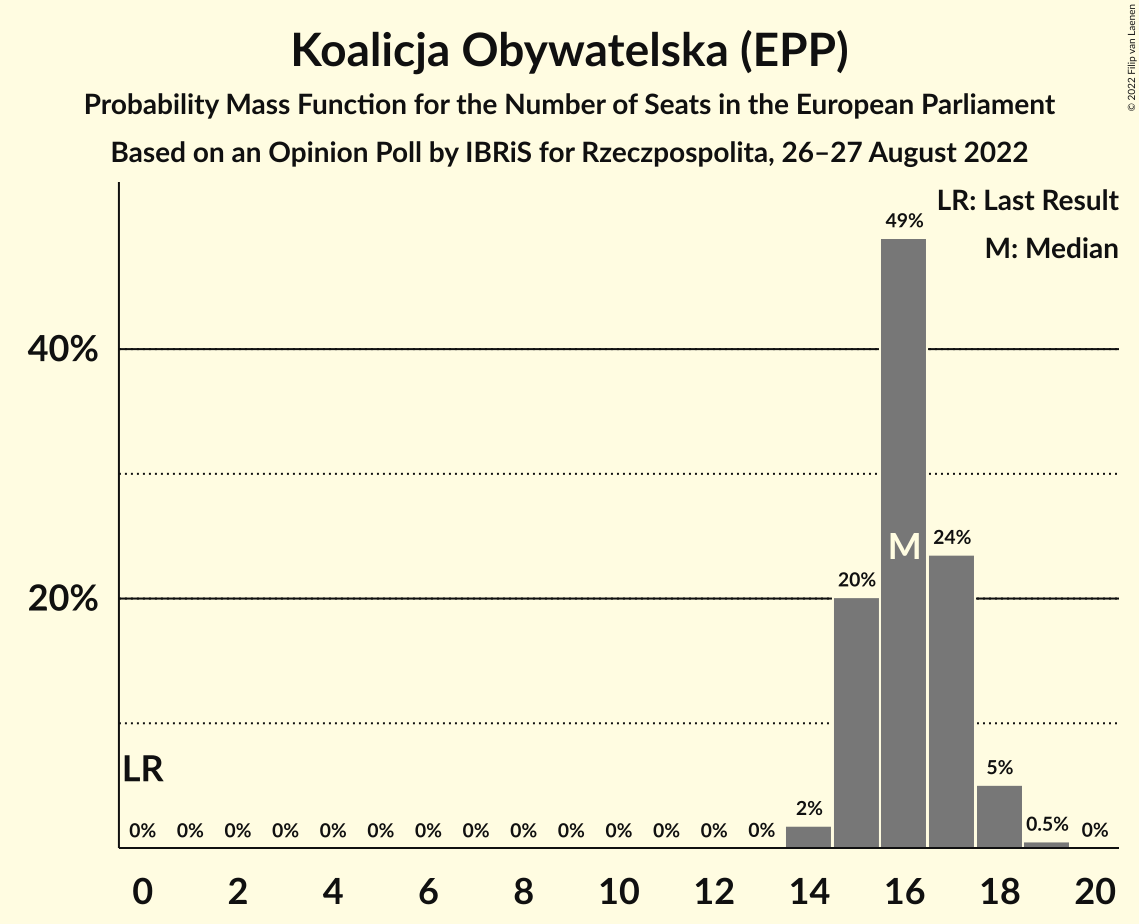 Koalicja Obywatelska (EPP)
Probability Mass Function for the Number of Seats in the European Parliament
Based on an Opinion Poll by IBRiS for Rzeczpospolita, 26–27 August 2022
© 2022 Filip van Laenen
LR: Last Result
M: Median
49%
40%
M
24%
20%
20%
LR
5%
2%
0% 0% 0% 0% 0% 0% 0% 0% 0% 0% 0% 0% 0% 0% 0.5% 0%
0 2 4 6 8 10 12 14 16 18 20